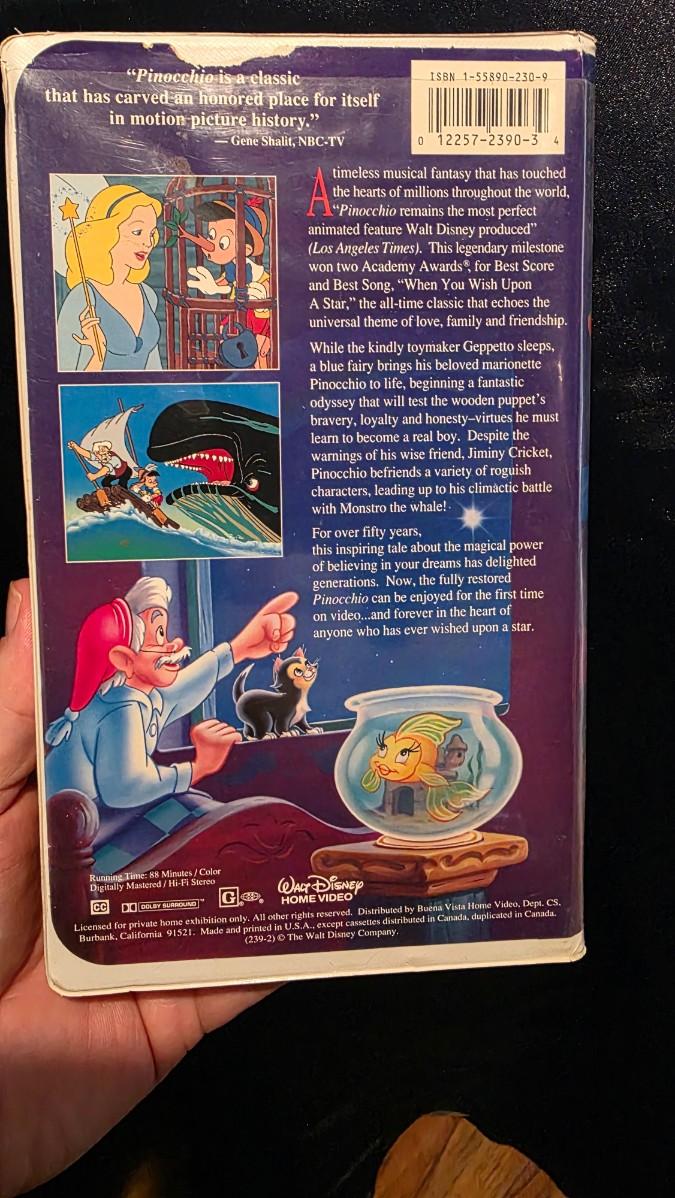 “Pinocchio is a classic
that has carved an honored place for itself
in motion picture history.”
— Gene Shalit, NBC-TV
ISBN 1-55890-230-9
0 12257-2390-3 4
A timeless musical fantasy that has touched
the hearts of millions throughout the world,
“Pinocchio remains the most perfect
animated feature Walt Disney produced”
(Los Angeles Times). This legendary milestone
won two Academy Awards®, for Best Score
and Best Song, “When You Wish Upon
A Star,” the all-time classic that echoes the
universal theme of love, family and friendship.
While the kindly toymaker Geppetto sleeps,
a blue fairy brings his beloved marionette
Pinocchio to life, beginning a fantastic
odyssey that will test the wooden puppet’s
bravery, loyalty and honesty–virtues he must
learn to become a real boy. Despite the
warnings of his wise friend, Jiminy Cricket,
Pinocchio befriends a variety of roguish
characters, leading up to his climactic battle
with Monstro the whale!
For over fifty years,
this inspiring tale about the magical power
of believing in your dreams has delighted
generations. Now, the fully restored
Pinocchio can be enjoyed for the first time
on video...and forever in the heart of
anyone who has ever wished upon a star.
Running Time: 88 Minutes / Color
Digitally Mastered / Hi-Fi Stereo
CC DOLBY SURROUND™ G WALT DISNEY
HOME VIDEO
Licensed for private home exhibition only. All other rights reserved. Distributed by Buena Vista Home Video, Dept. CS,
Burbank, California 91521. Made and printed in U.S.A., except cassettes distributed in Canada, duplicated in Canada.
(239-2) © The Walt Disney Company.